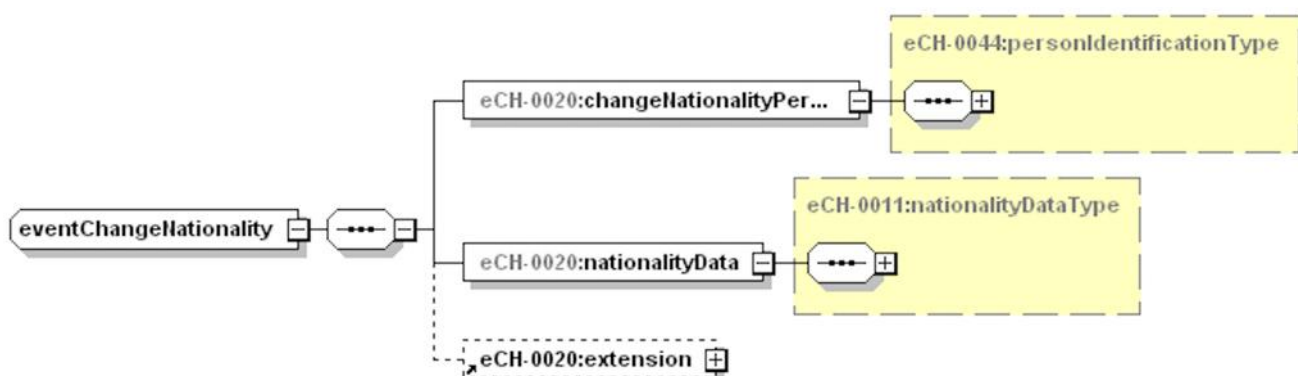 eCH-0044:personIdentificationType
eCH-0020:changeNationalityPer...
eCH-0011:nationalityDataType
eventChangeNationality
eCH-0020:nationalityData
eCH-0020:extension